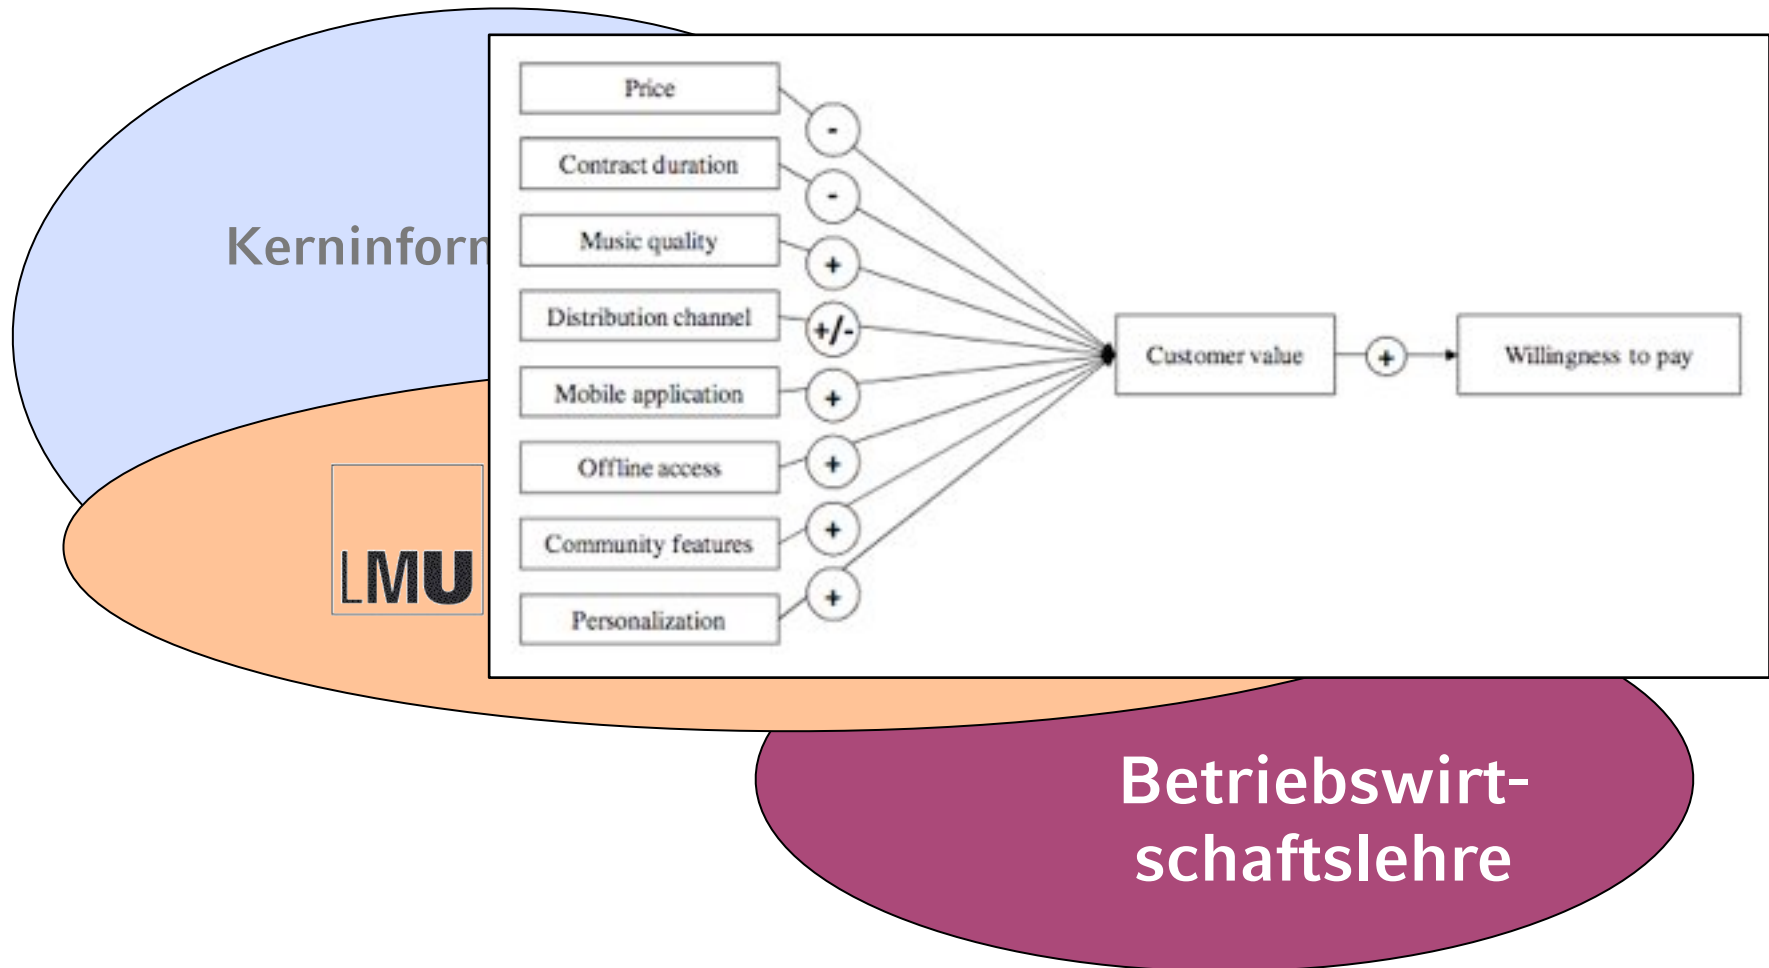 Kerninform
LMU
Price
-
Contract duration
-
Music quality
+
Distribution channel
+/-
Mobile application
+
Offline access
+
Community features
+
Personalization
+
Customer value
+
Willingness to pay
Betriebswirt-
schaftslehre